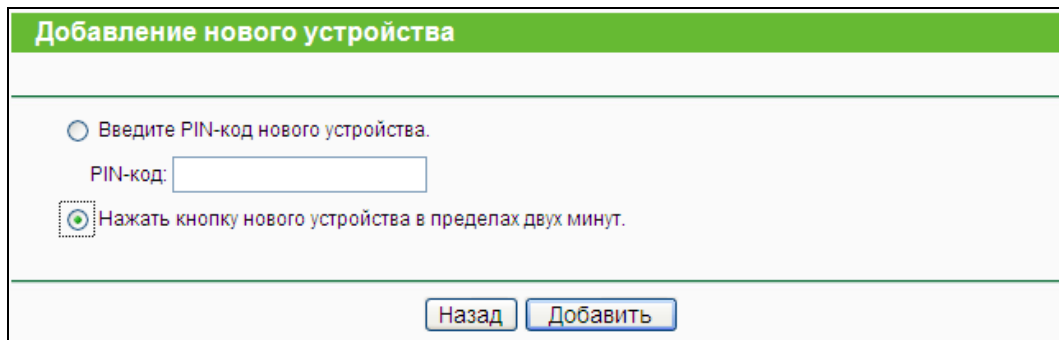 Добавление нового устройства
Введите PIN-код нового устройства.
PIN-код:
Нажать кнопку нового устройства в пределах двух минут.
Назад Добавить